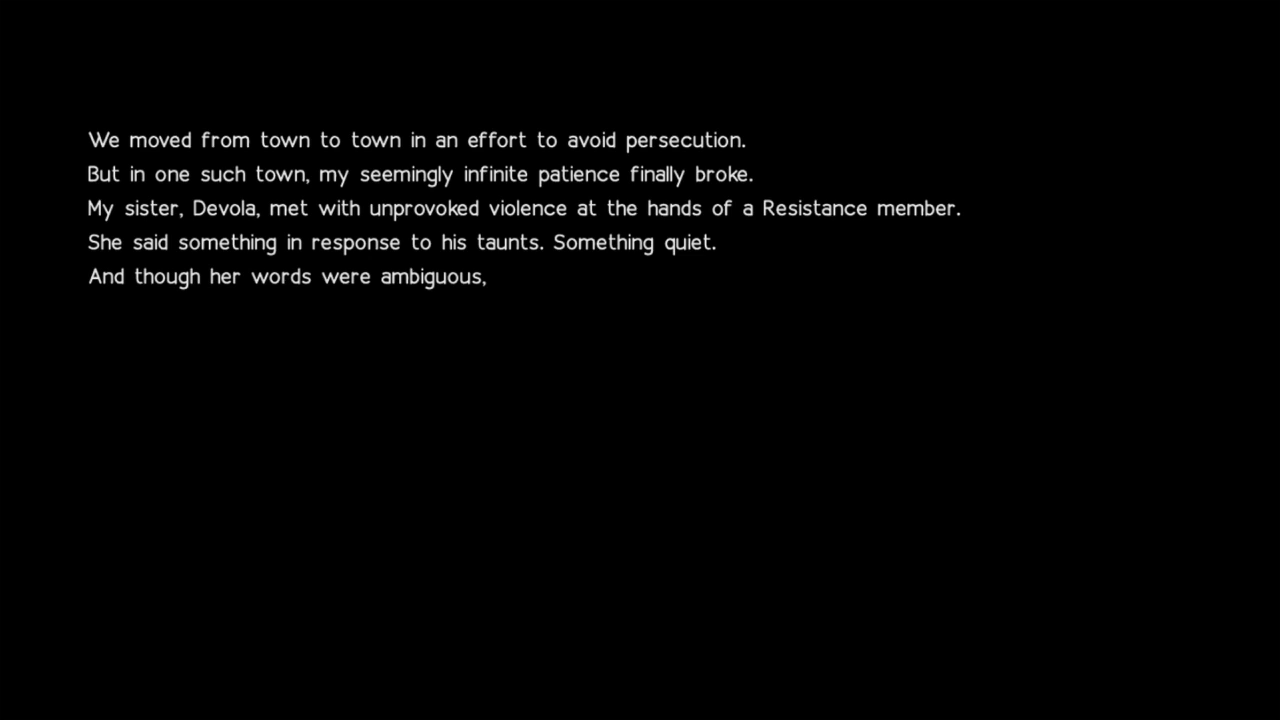 We moved from town to town in an effort to avoid persecution.
But in one such town, my seemingly infinite patience finally broke.
My sister, Devola, met with unprovoked violence at the hands of a Resistance member.
She said something in response to his taunts. Something quiet.
And though her words were ambiguous,